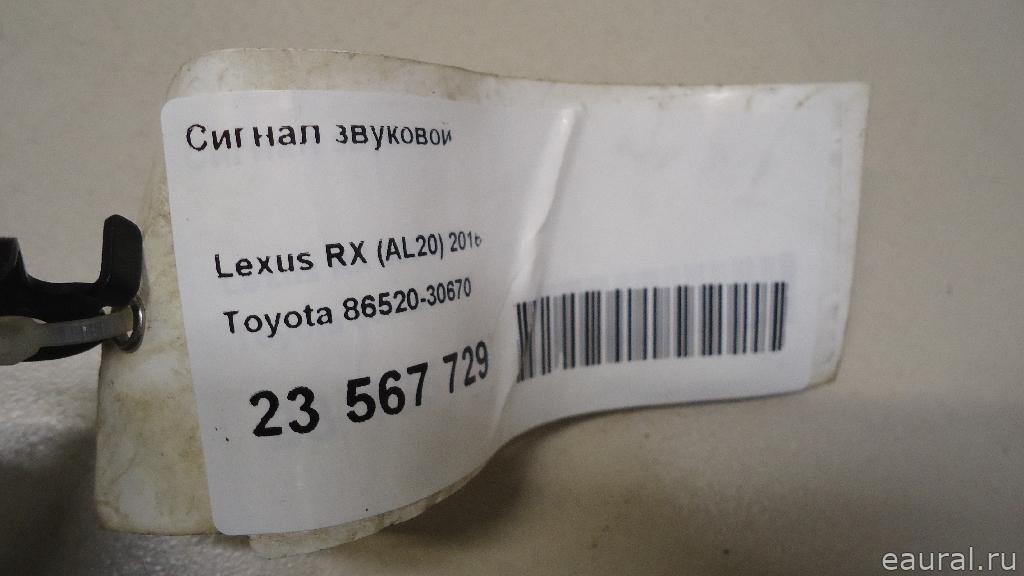 Сигнал звуковой
Lexus RX (AL20) 2016
Toyota 86520-30670
23 567 729
eaural.ru